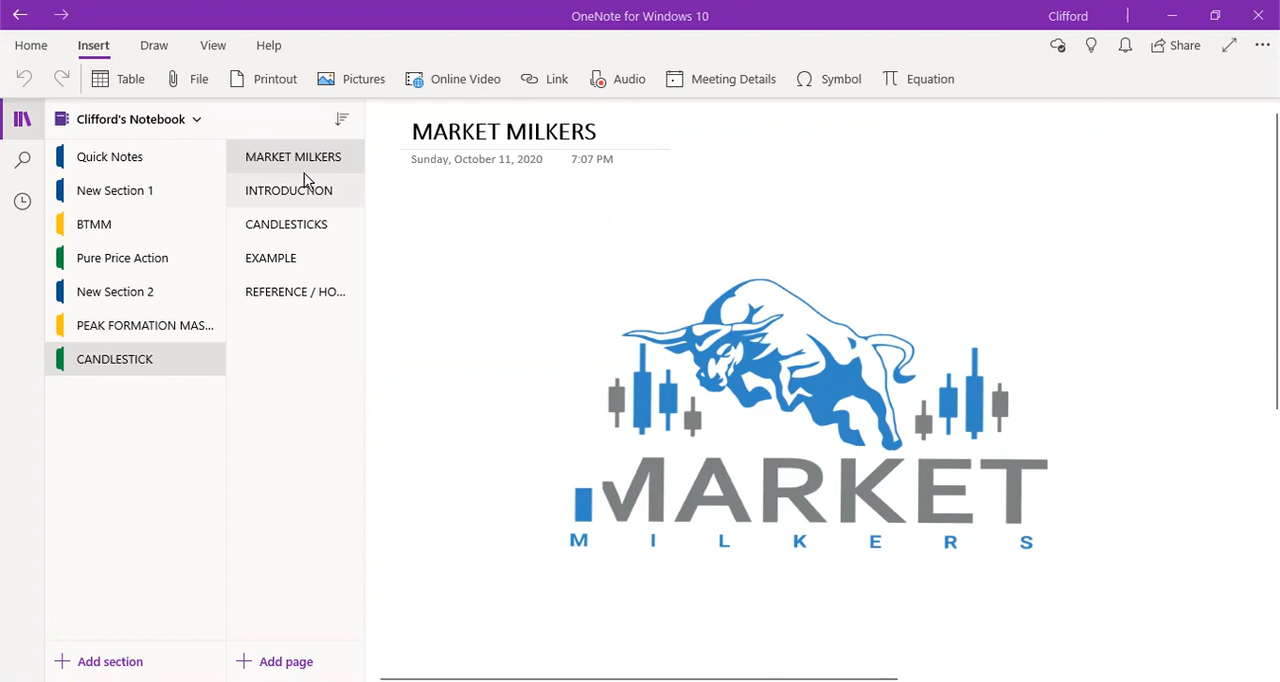 OneNote for Windows 10
Clifford
Home Insert Draw View Help
Share
Table File Printout Pictures Online Video Link Audio Meeting Details Symbol Equation
Clifford's Notebook
Quick Notes
New Section 1
BTMM
Pure Price Action
New Section 2
PEAK FORMATION MAS...
CANDLESTICK
Add section
MARKET MILKERS
INTRODUCTION
CANDLESTICKS
EXAMPLE
REFERENCE / HO...
Add page
MARKET MILKERS
Sunday, October 11, 2020 7:07 PM
MARKET
MILKERS